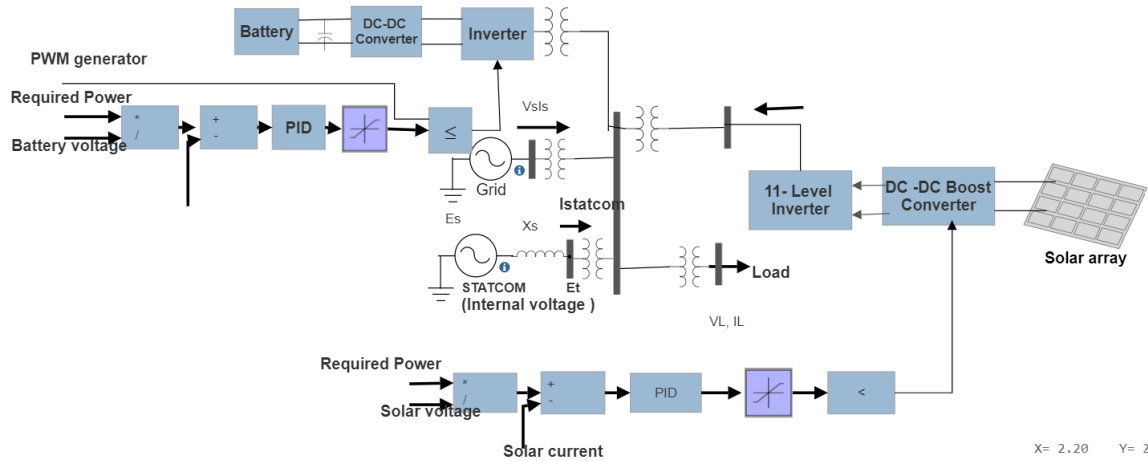 Battery
DC-DC
Converter
Inverter
PWM generator
Required Power
*
/
Battery voltage
+
-
PID
≤
VsIs
Grid
Es
Xs
Istatcom
STATCOM
(Internal voltage )
Et
Load
VL, IL
11- Level
Inverter
DC -DC Boost
Converter
Solar array
Required Power
*
/
Solar voltage
+
-
Solar current
PID
<
X= 2.20 Y= 2